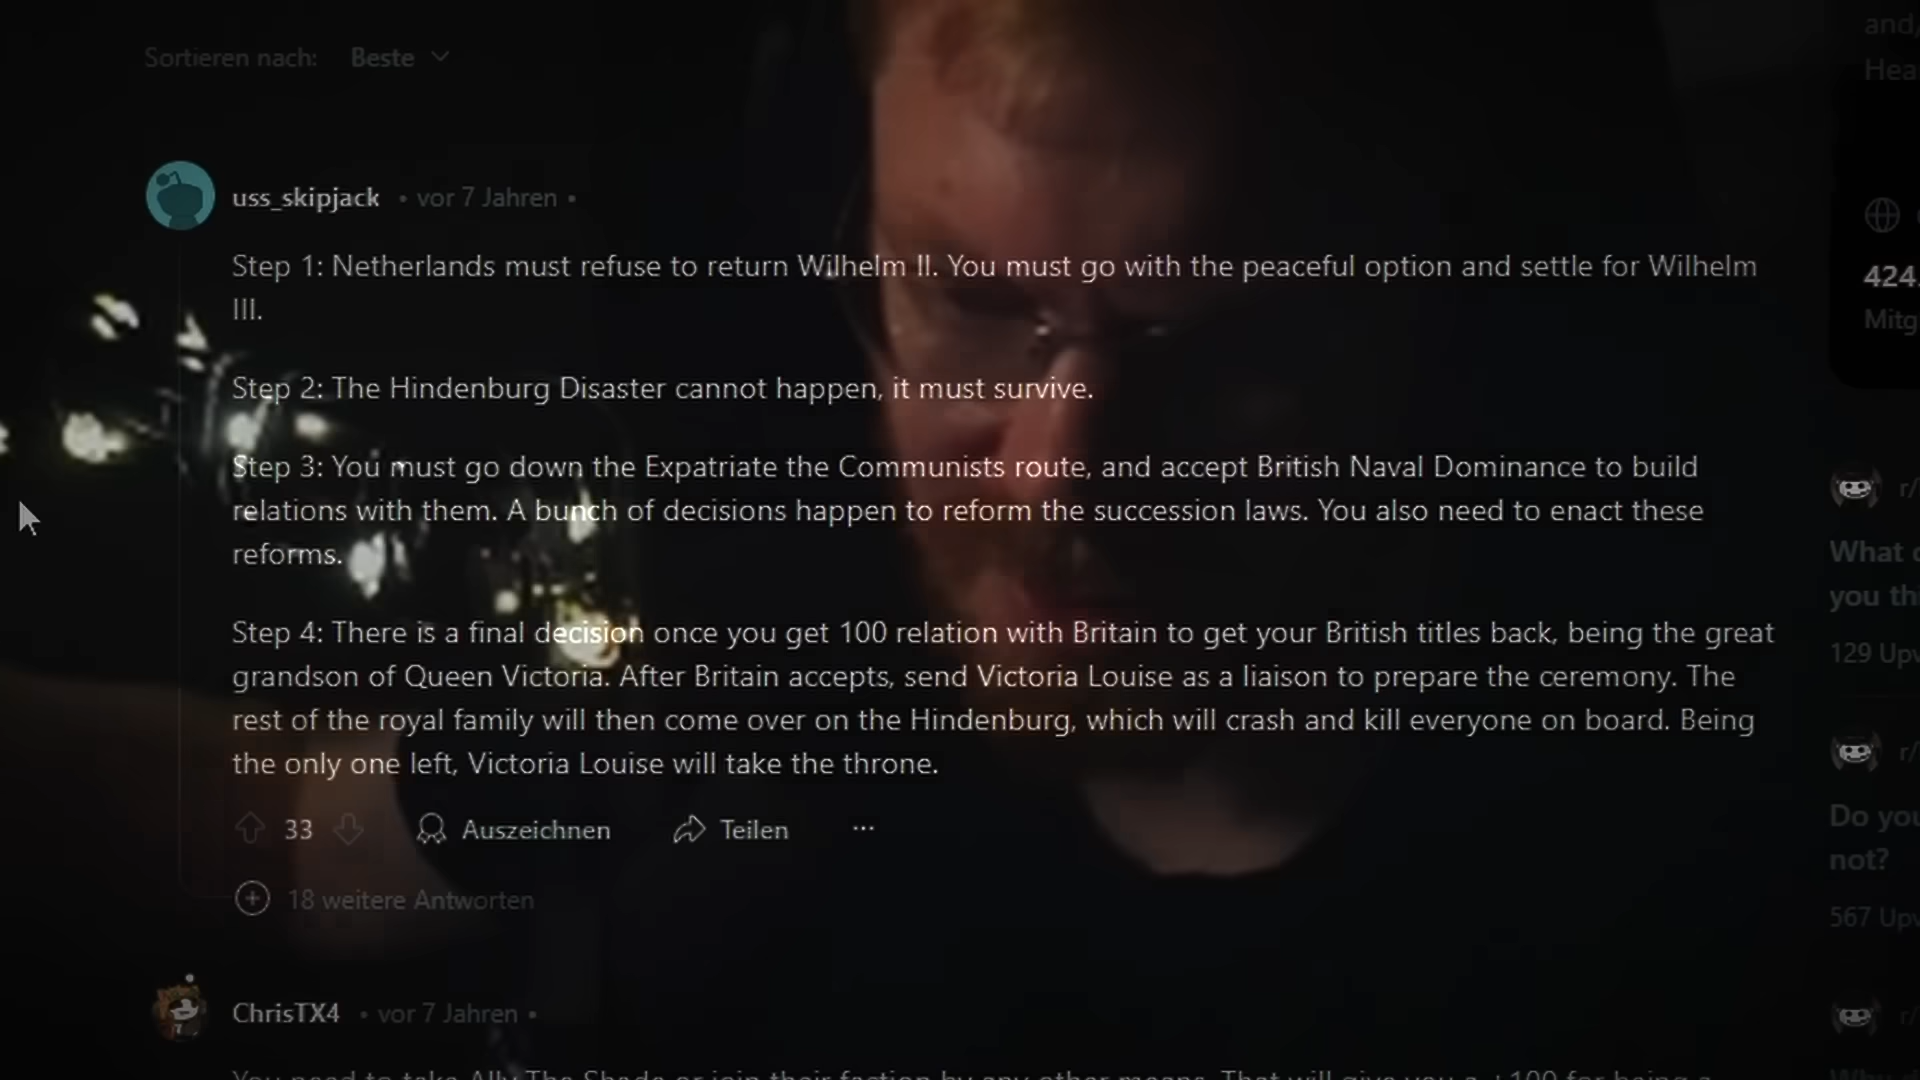 Sortieren nach: Beste
and,
Hea
uss_skipjack • vor 7 Jahren •
Step 1: Netherlands must refuse to return Wilhelm II. You must go with the peaceful option and settle for Wilhelm
III.
424.
Mitg
Step 2: The Hindenburg Disaster cannot happen, it must survive.
Step 3: You must go down the Expatriate the Communists route, and accept British Naval Dominance to build
relations with them. A bunch of decisions happen to reform the succession laws. You also need to enact these
reforms.
r/
What
you th
129 Upv
Step 4: There is a final decision once you get 100 relation with Britain to get your British titles back, being the great
grandson of Queen Victoria. After Britain accepts, send Victoria Louise as a liaison to prepare the ceremony. The
rest of the royal family will then come over on the Hindenburg, which will crash and kill everyone on board. Being
the only one left, Victoria Louise will take the throne.
r/
Do you
not?
567 Upv
33 Auszeichnen Teilen ...
18 weitere Antworten
ChrisTX4 • vor 7 Jahren •
r/